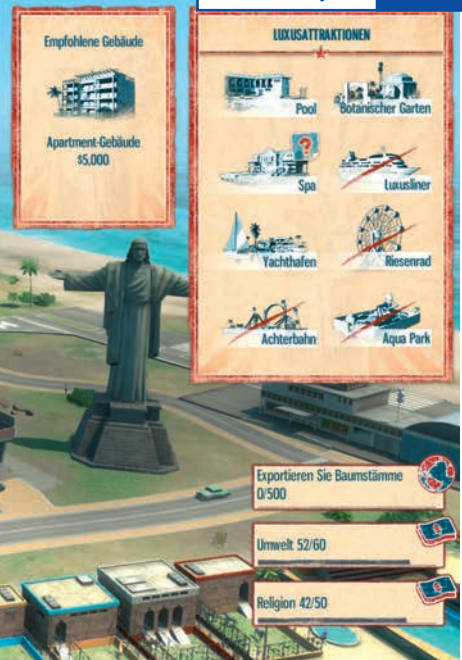 Empfohlene Gebäude
Apartment-Gebäude
$5,000
LUXUSATTRAKTIONEN
Pool
Botanischer Garten
?
Spa
Luxusliner
Yachthafen
Riesenrad
Achterbahn
Aqua Park
Exportieren Sie Baumstämme
0/500
$
Umwelt 52/60
$
Religion 42/50